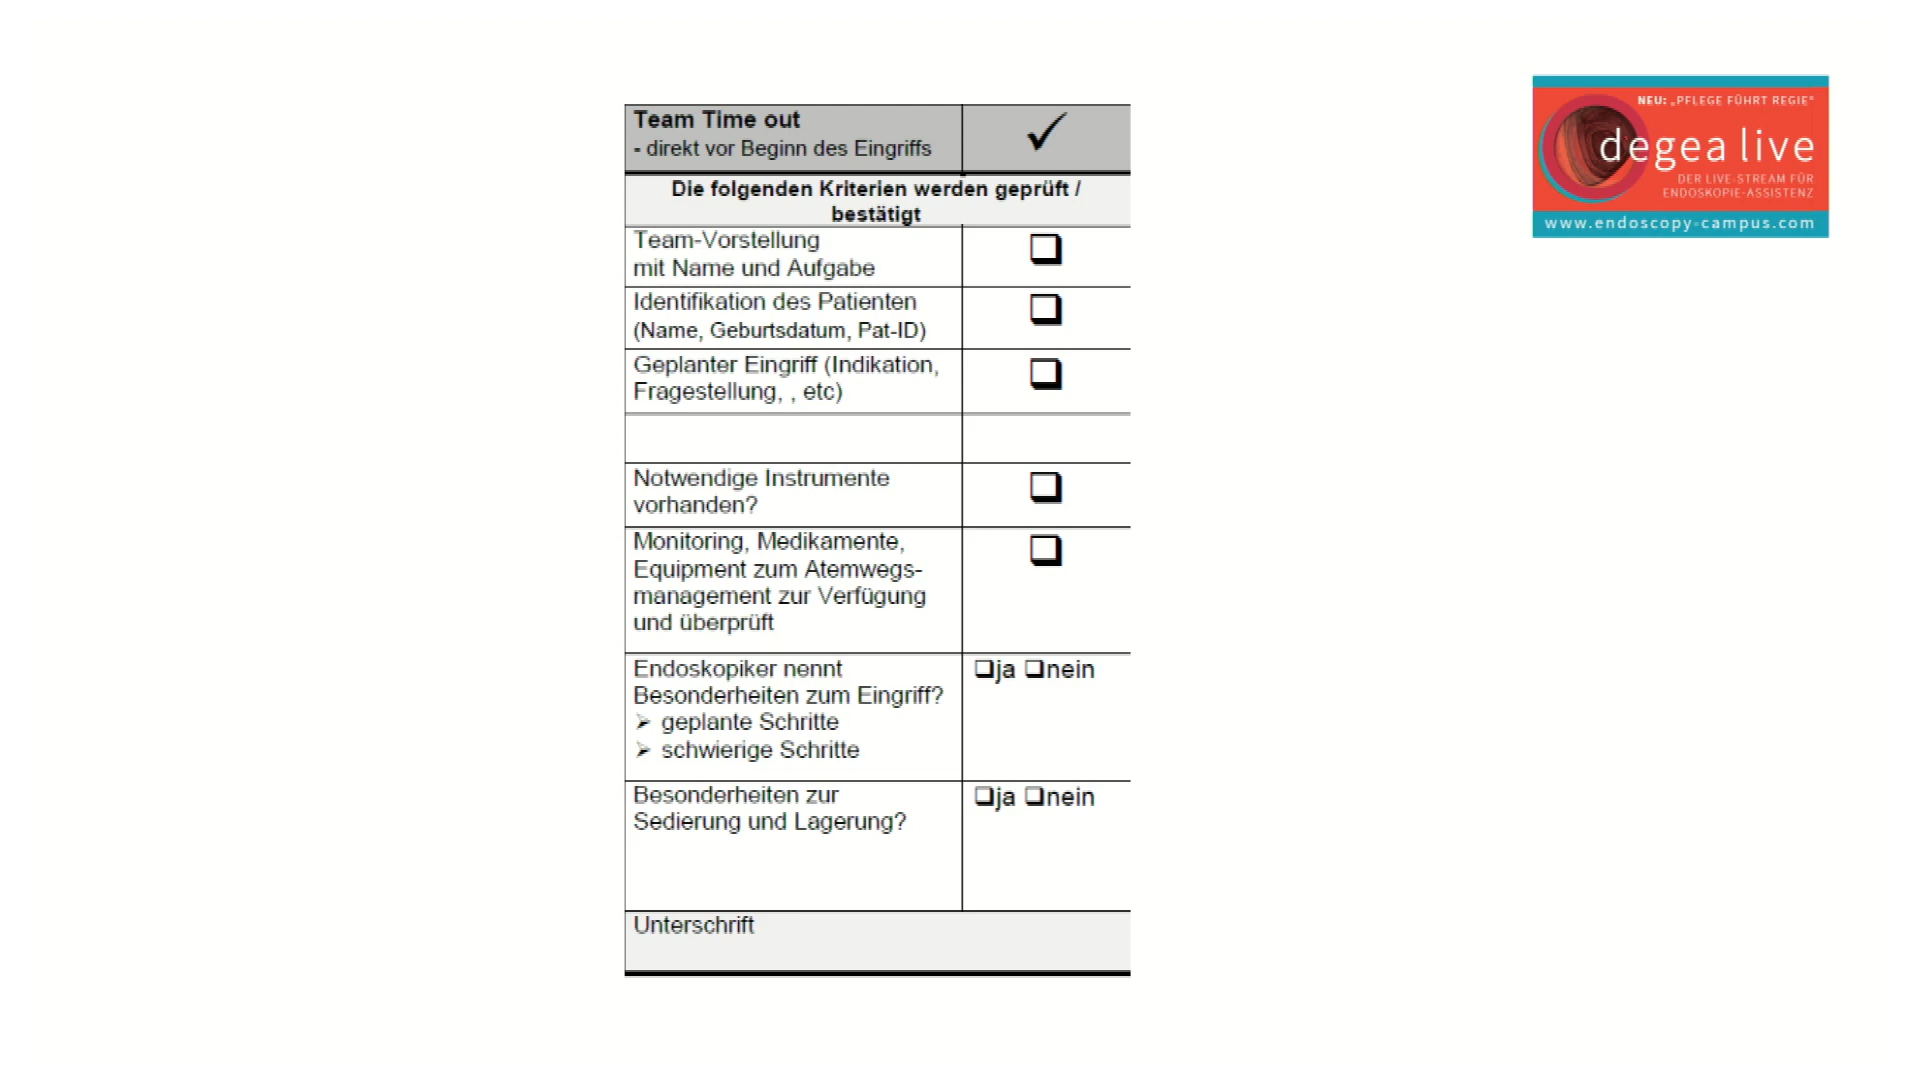 Team Time out
- direkt vor Beginn des Eingriffs
✓
Die folgenden Kriterien werden geprüft /
bestätigt
Team-Vorstellung
mit Name und Aufgabe
❑
Identifikation des Patienten
(Name, Geburtsdatum, Pat-ID)
❑
Geplanter Eingriff (Indikation,
Fragestellung, , etc)
❑
Notwendige Instrumente
vorhanden?
❑
Monitoring, Medikamente,
Equipment zum Atemwegs-
management zur Verfügung
und überprüft
❑
Endoskopiker nennt
Besonderheiten zum Eingriff?
➢ geplante Schritte
➢ schwierige Schritte
❑ja ❑nein
Besonderheiten zur
Sedierung und Lagerung?
❑ja ❑nein
Unterschrift
NEU: „PFLEGE FÜHRT REGIE“
degea live
DER LIVE-STREAM FÜR
ENDOSKOPIE-ASSISTENZ
www.endoscopy-campus.com